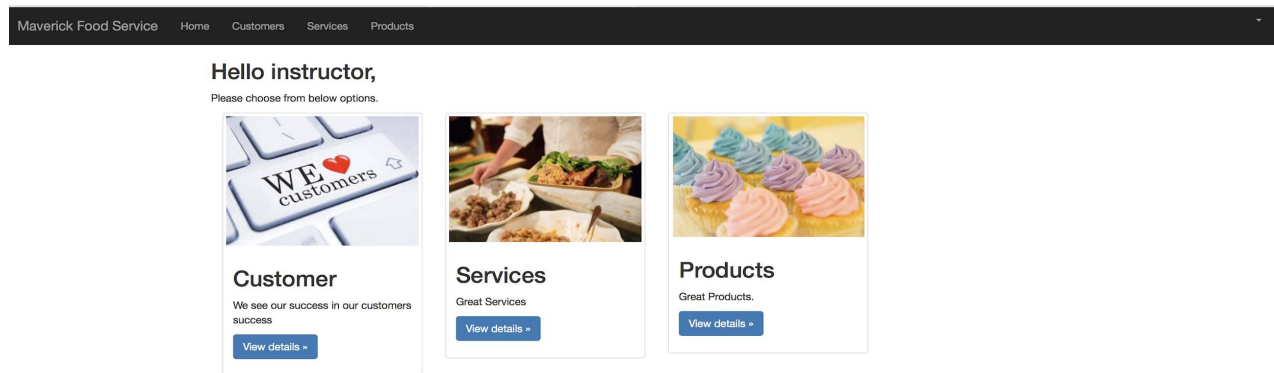 Maverick Food Service Home Customers Services Products
Hello instructor,
Please choose from below options.
WE
customers
Customer
We see our success in our customers
success
View details »
Services
Great Services
View details »
Products
Great Products.
View details »